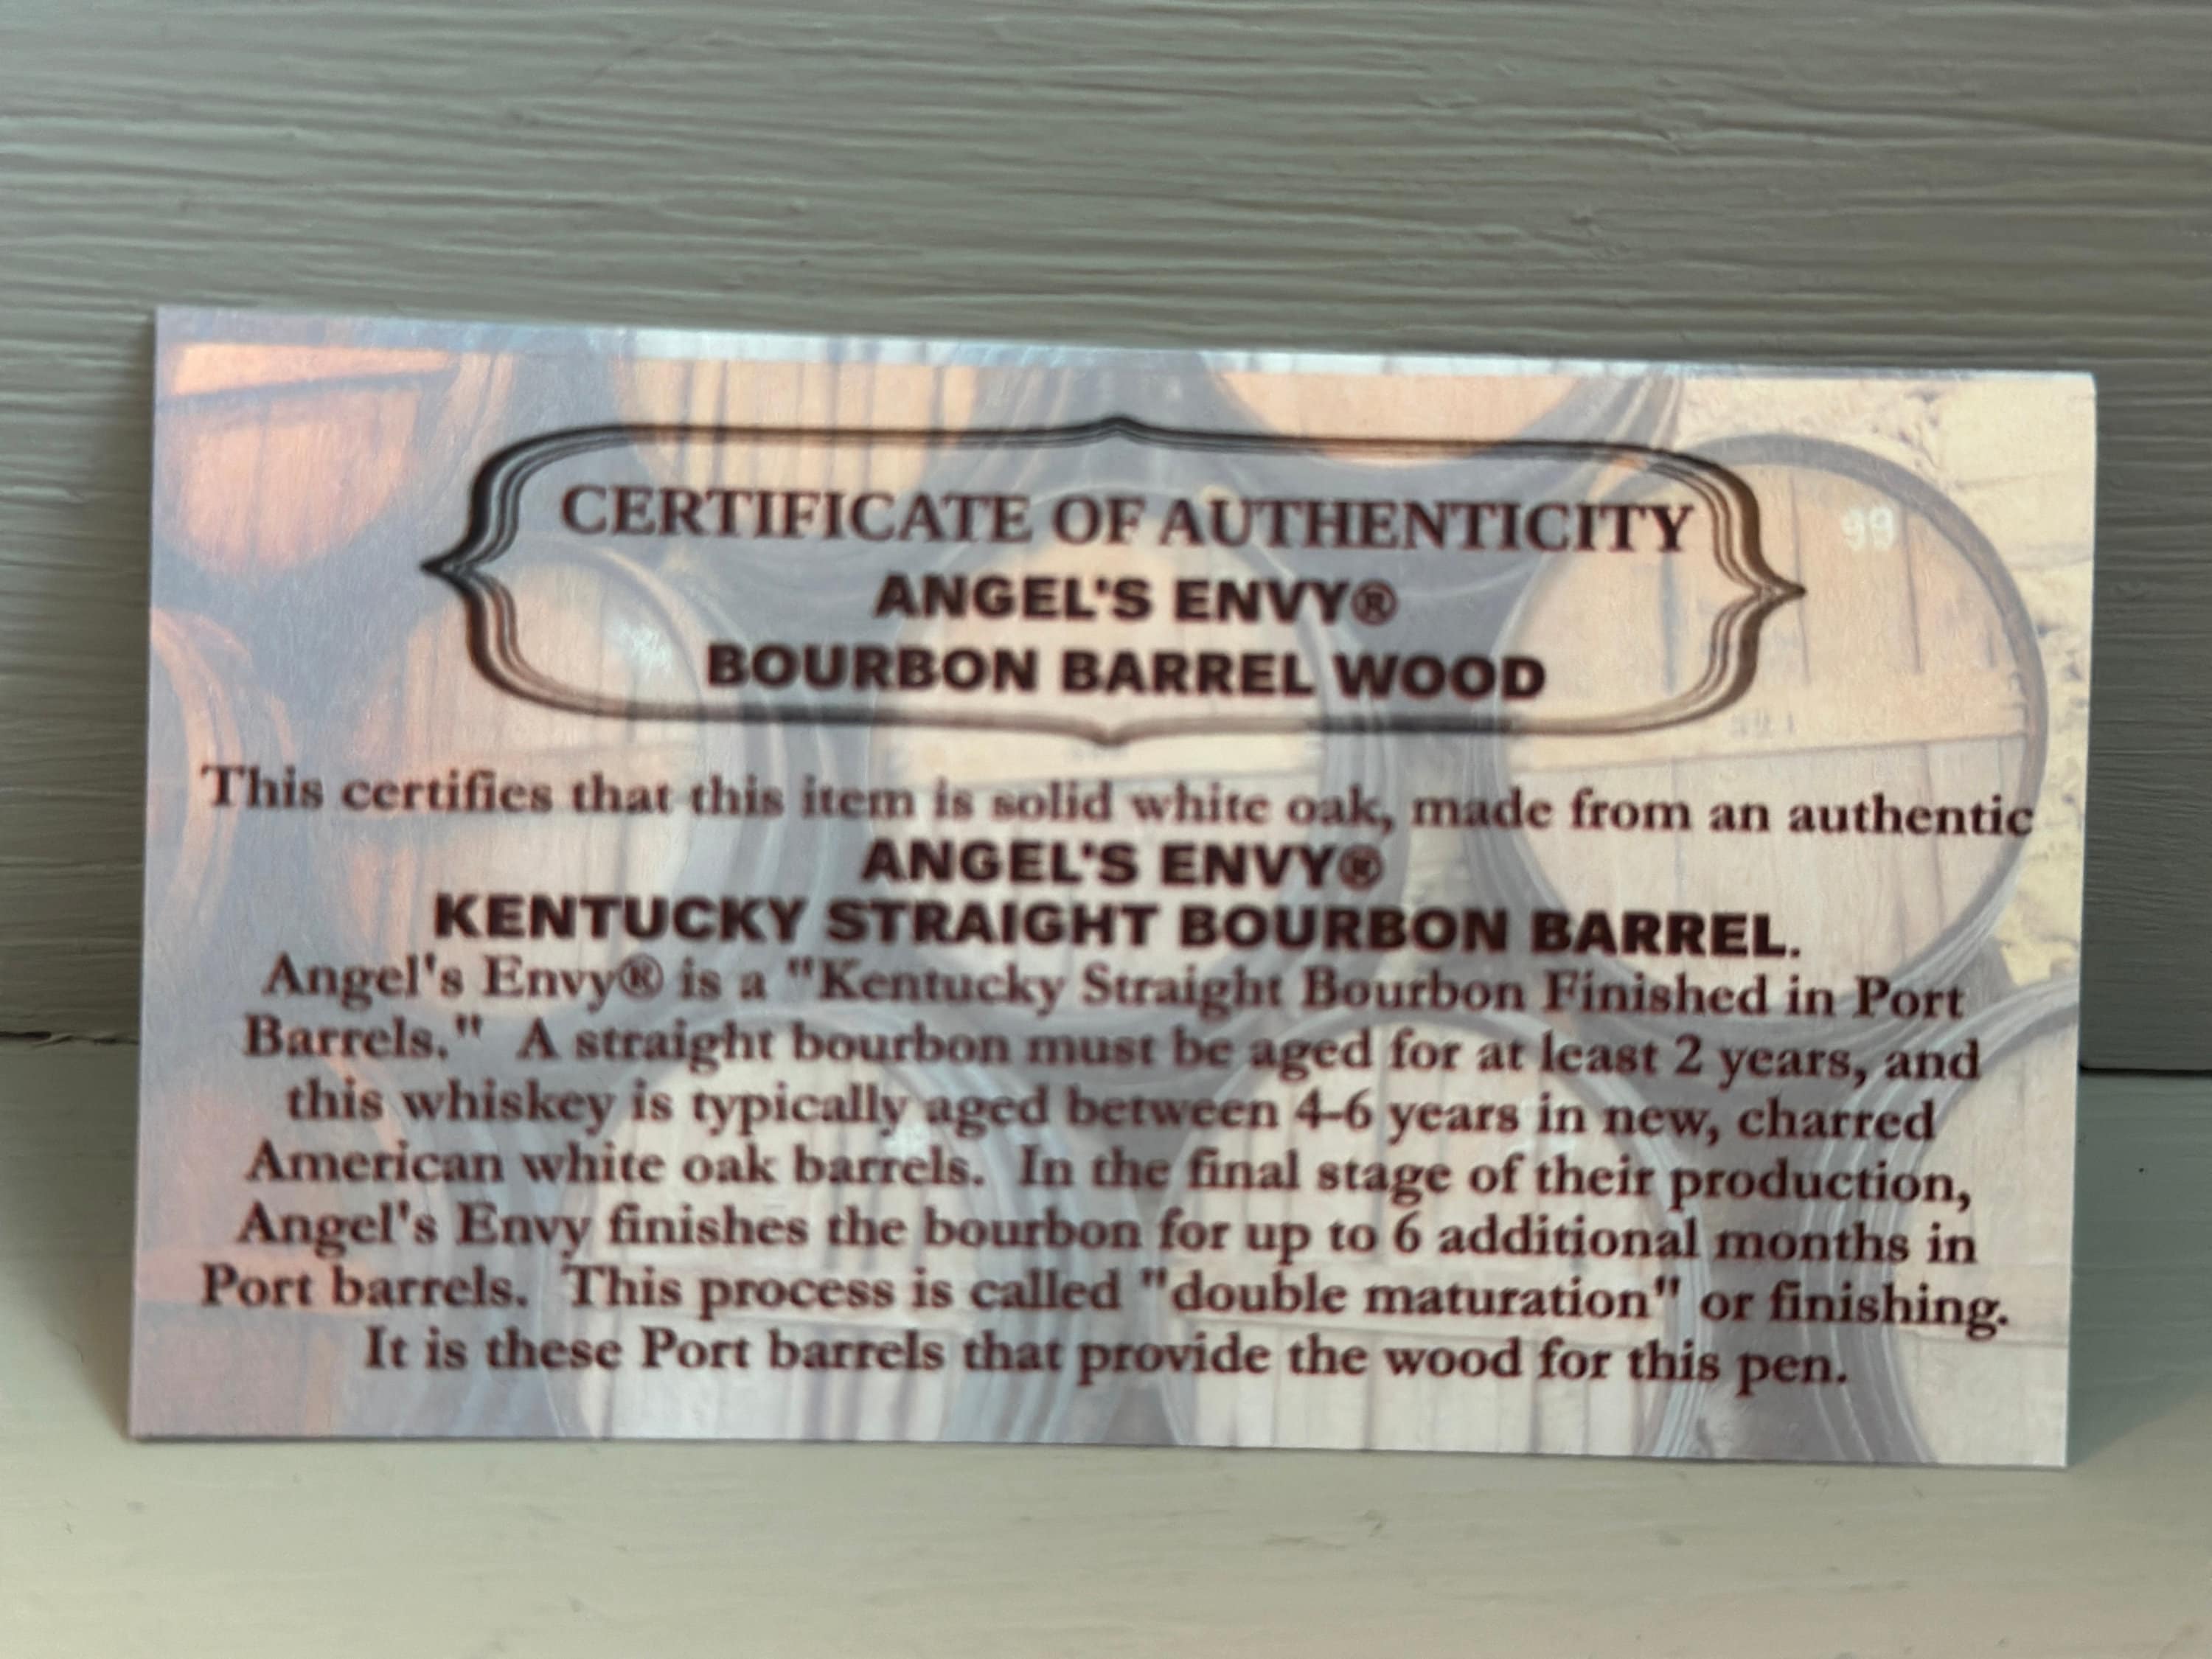 CERTIFICATE OF AUTHENTICITY
ANGEL'S ENVY®
BOURBON BARREL WOOD
This certifies that this item is solid white oak, made from an authentic
ANGEL'S ENVY®
KENTUCKY STRAIGHT BOURBON BARREL.
Angel's Envy® is a "Kentucky Straight Bourbon Finished in Port
Barrels." A straight bourbon must be aged for at least 2 years, and
this whiskey is typically aged between 4-6 years in new, charred
American white oak barrels. In the final stage of their production,
Angel's Envy finishes the bourbon for up to 6 additional months in
Port barrels. This process is called "double maturation" or finishing.
It is these Port barrels that provide the wood for this pen.